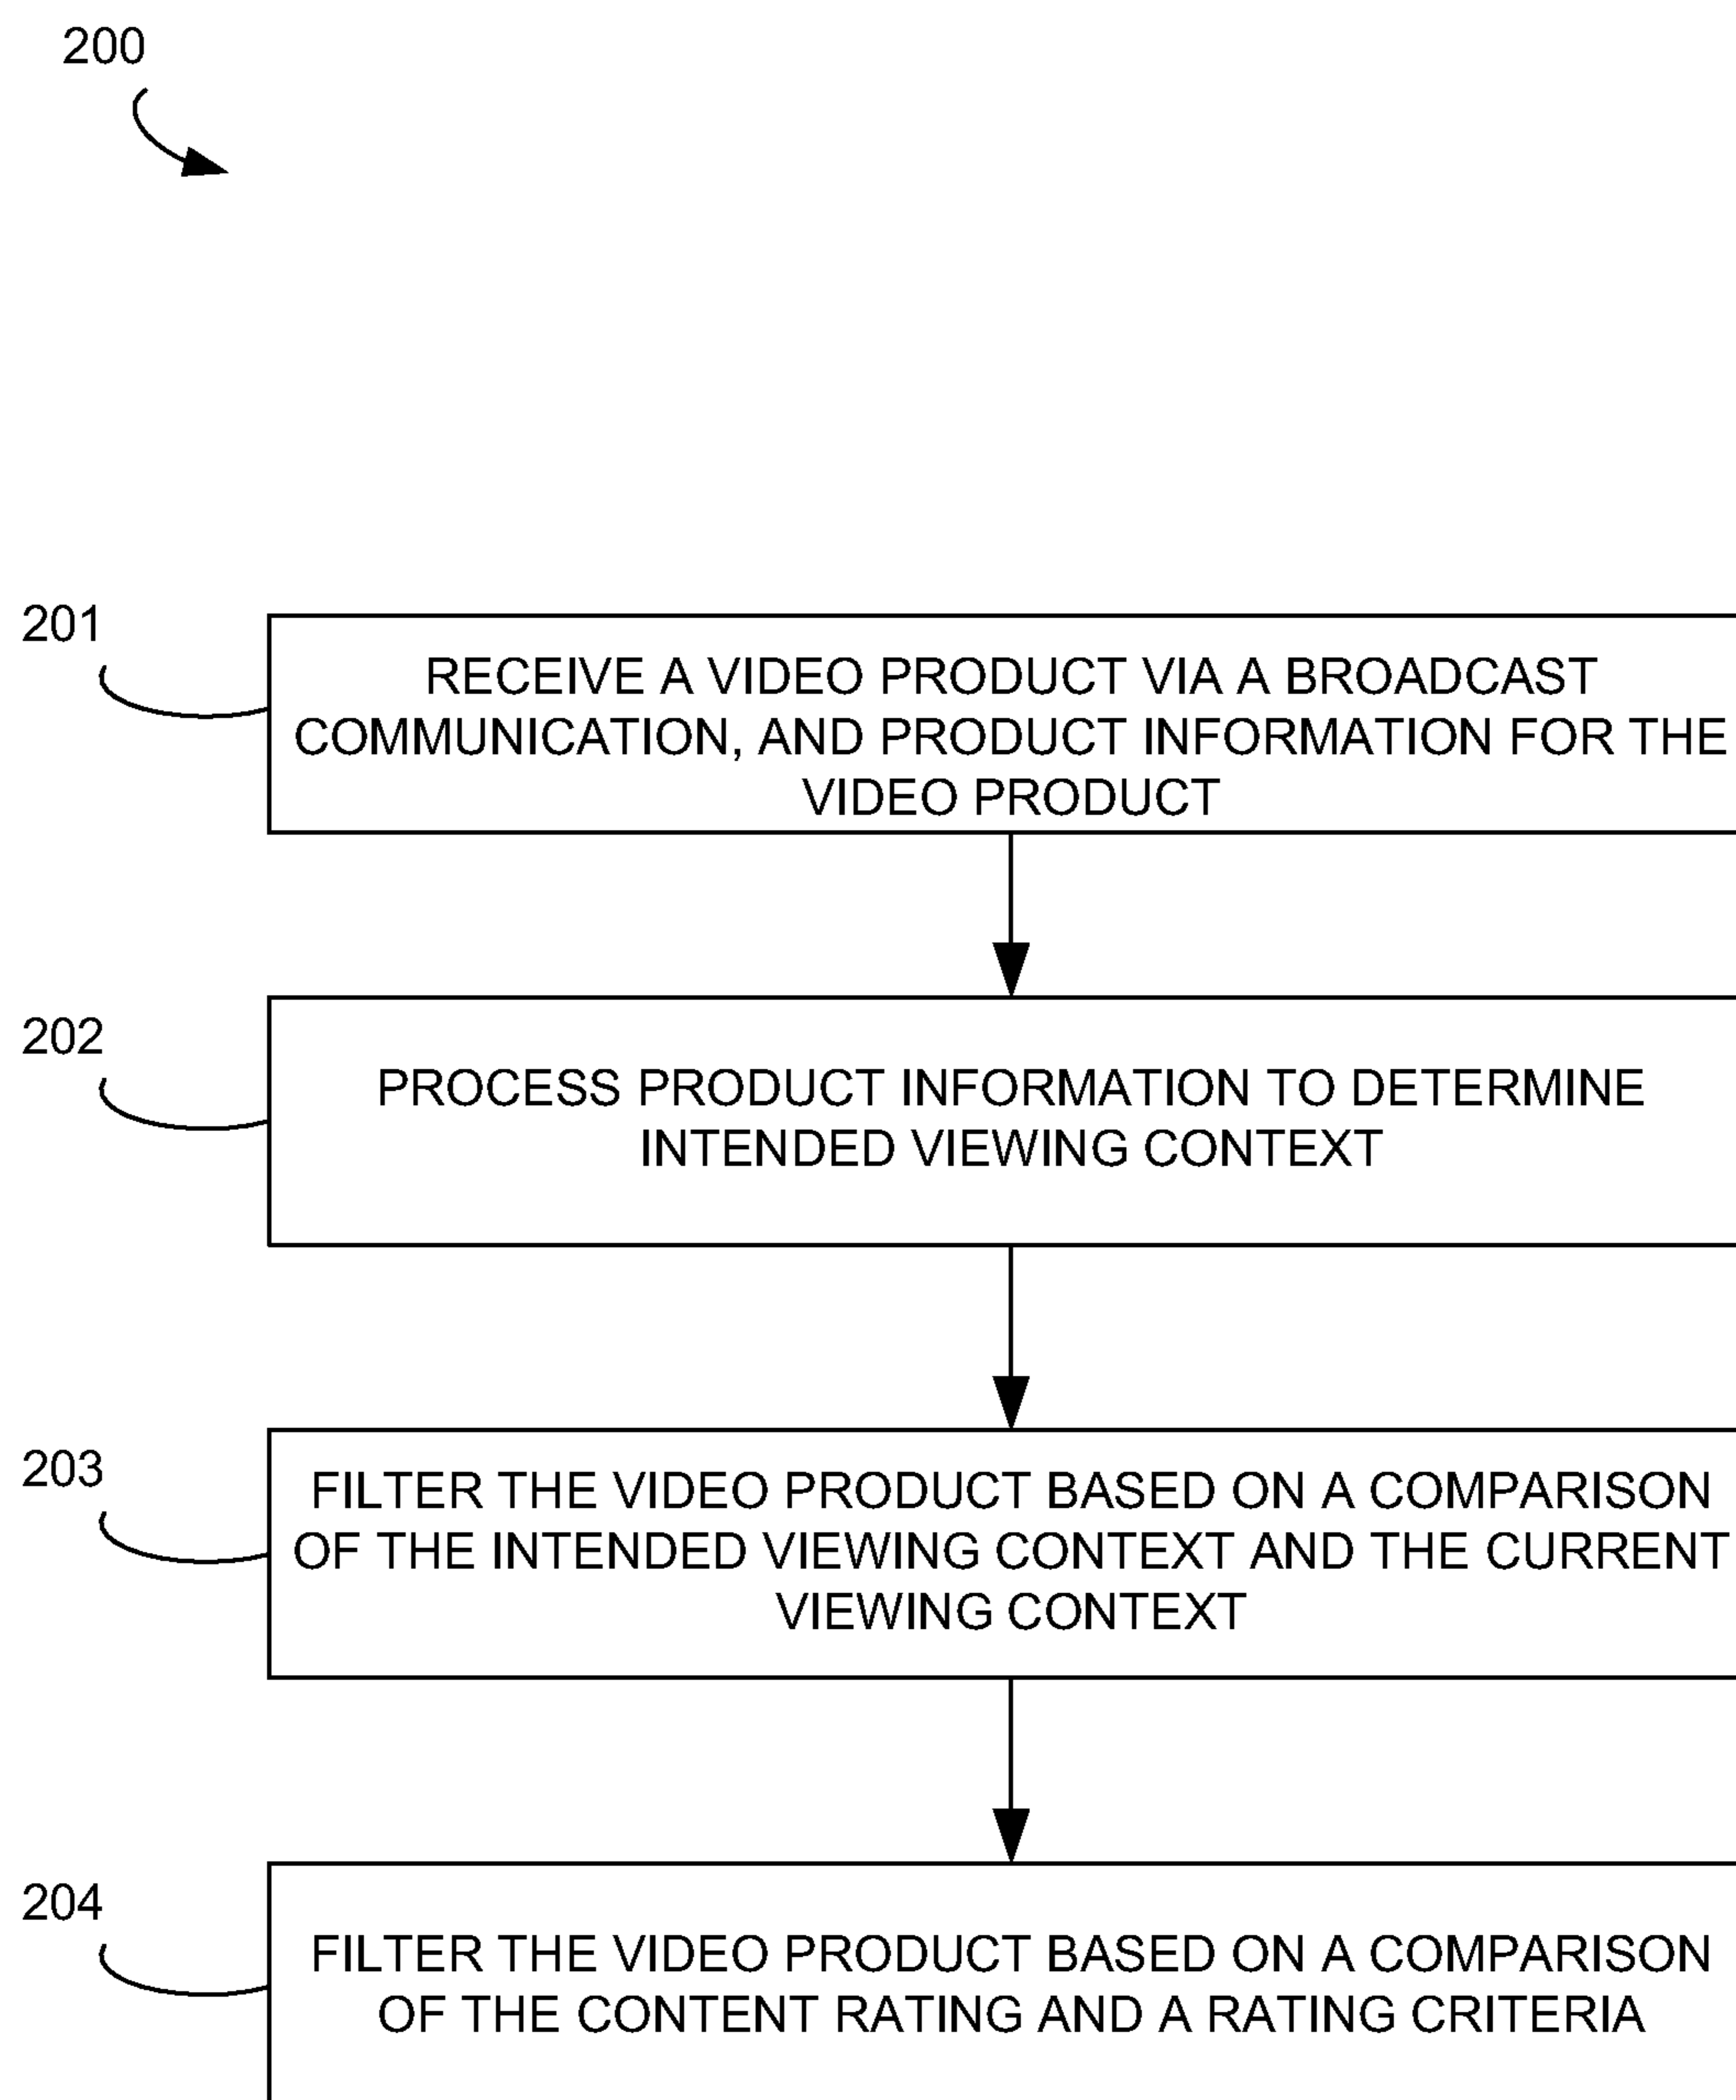 200
201
RECEIVE A VIDEO PRODUCT VIA A BROADCAST
COMMUNICATION, AND PRODUCT INFORMATION FOR THE
VIDEO PRODUCT
202
PROCESS PRODUCT INFORMATION TO DETERMINE
INTENDED VIEWING CONTEXT
203
FILTER THE VIDEO PRODUCT BASED ON A COMPARISON
OF THE INTENDED VIEWING CONTEXT AND THE CURRENT
VIEWING CONTEXT
204
FILTER THE VIDEO PRODUCT BASED ON A COMPARISON
OF THE CONTENT RATING AND A RATING CRITERIA